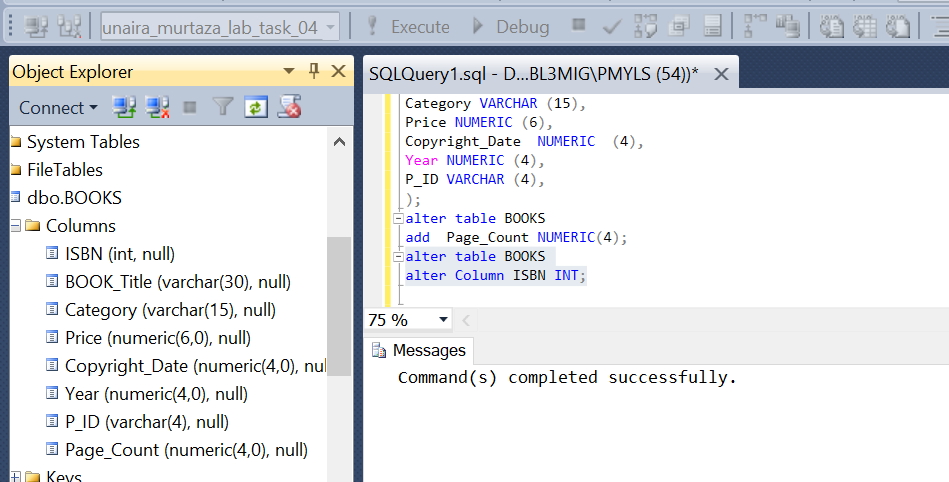 unaira_murtaza_lab_task_04
Execute
Debug
Object Explorer
Connect
System Tables
FileTables
dbo.BOOKS
Columns
ISBN (int, null)
BOOK_Title (varchar(30), null)
Category (varchar(15), null)
Price (numeric(6,0), null)
Copyright_Date (numeric(4,0), nul
Year (numeric(4,0), null)
P_ID (varchar(4), null)
Page_Count (numeric(4,0), null)
Keys
SQLQuery1.sql - D...BL3MIG\PMYLS (54))*
Category VARCHAR (15),
Price NUMERIC (6),
Copyright_Date  NUMERIC  (4),
Year NUMERIC (4),
P_ID VARCHAR (4),
);
alter table BOOKS
add  Page_Count NUMERIC(4);
alter table BOOKS
alter Column ISBN INT;
75 %
Messages
Command(s) completed successfully.